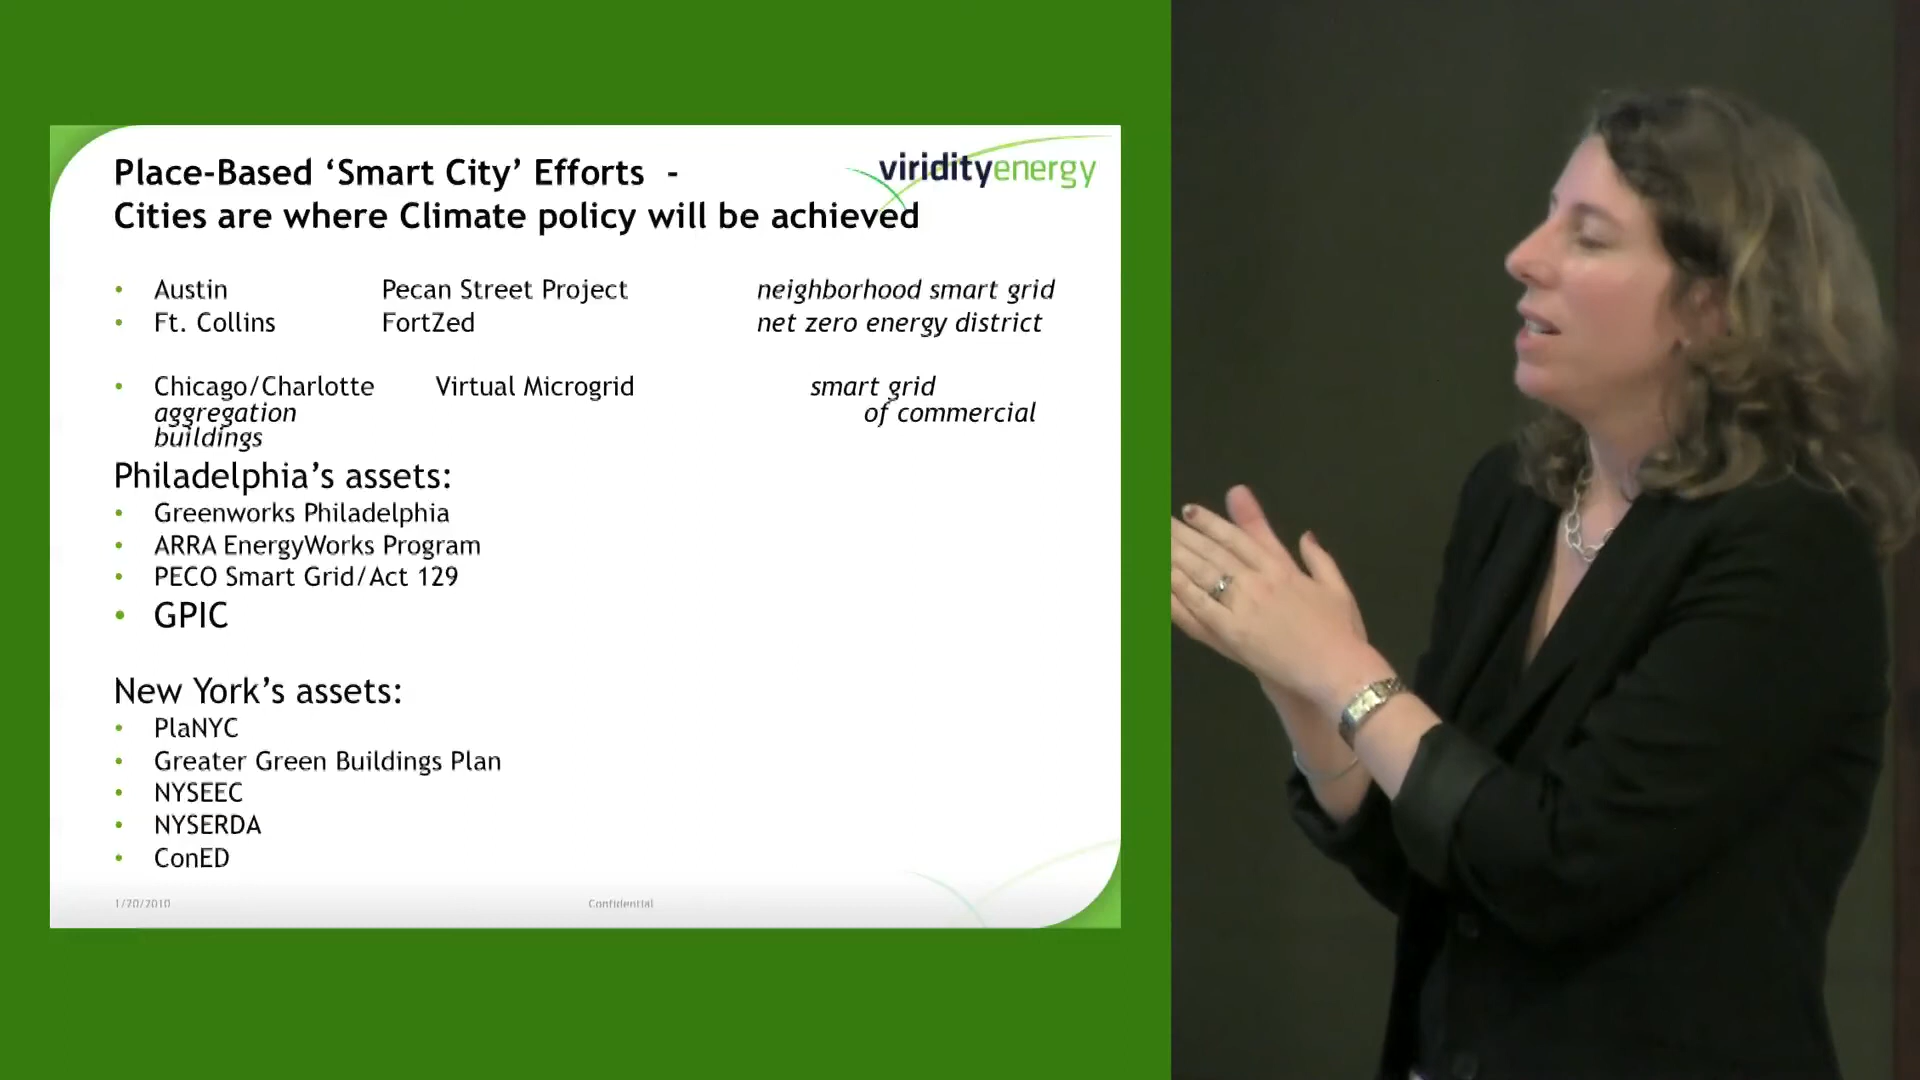 viridityenergy
Place-Based ‘Smart City’ Efforts -
Cities are where Climate policy will be achieved
• Austin Pecan Street Project neighborhood smart grid
• Ft. Collins FortZed net zero energy district
• Chicago/Charlotte Virtual Microgrid smart grid
aggregation of commercial
buildings
Philadelphia’s assets:
• Greenworks Philadelphia
• ARRA EnergyWorks Program
• PECO Smart Grid/Act 129
• GPIC
New York’s assets:
• PlaNYC
• Greater Green Buildings Plan
• NYSEEC
• NYSERDA
• ConED
1/20/2010 Confidential